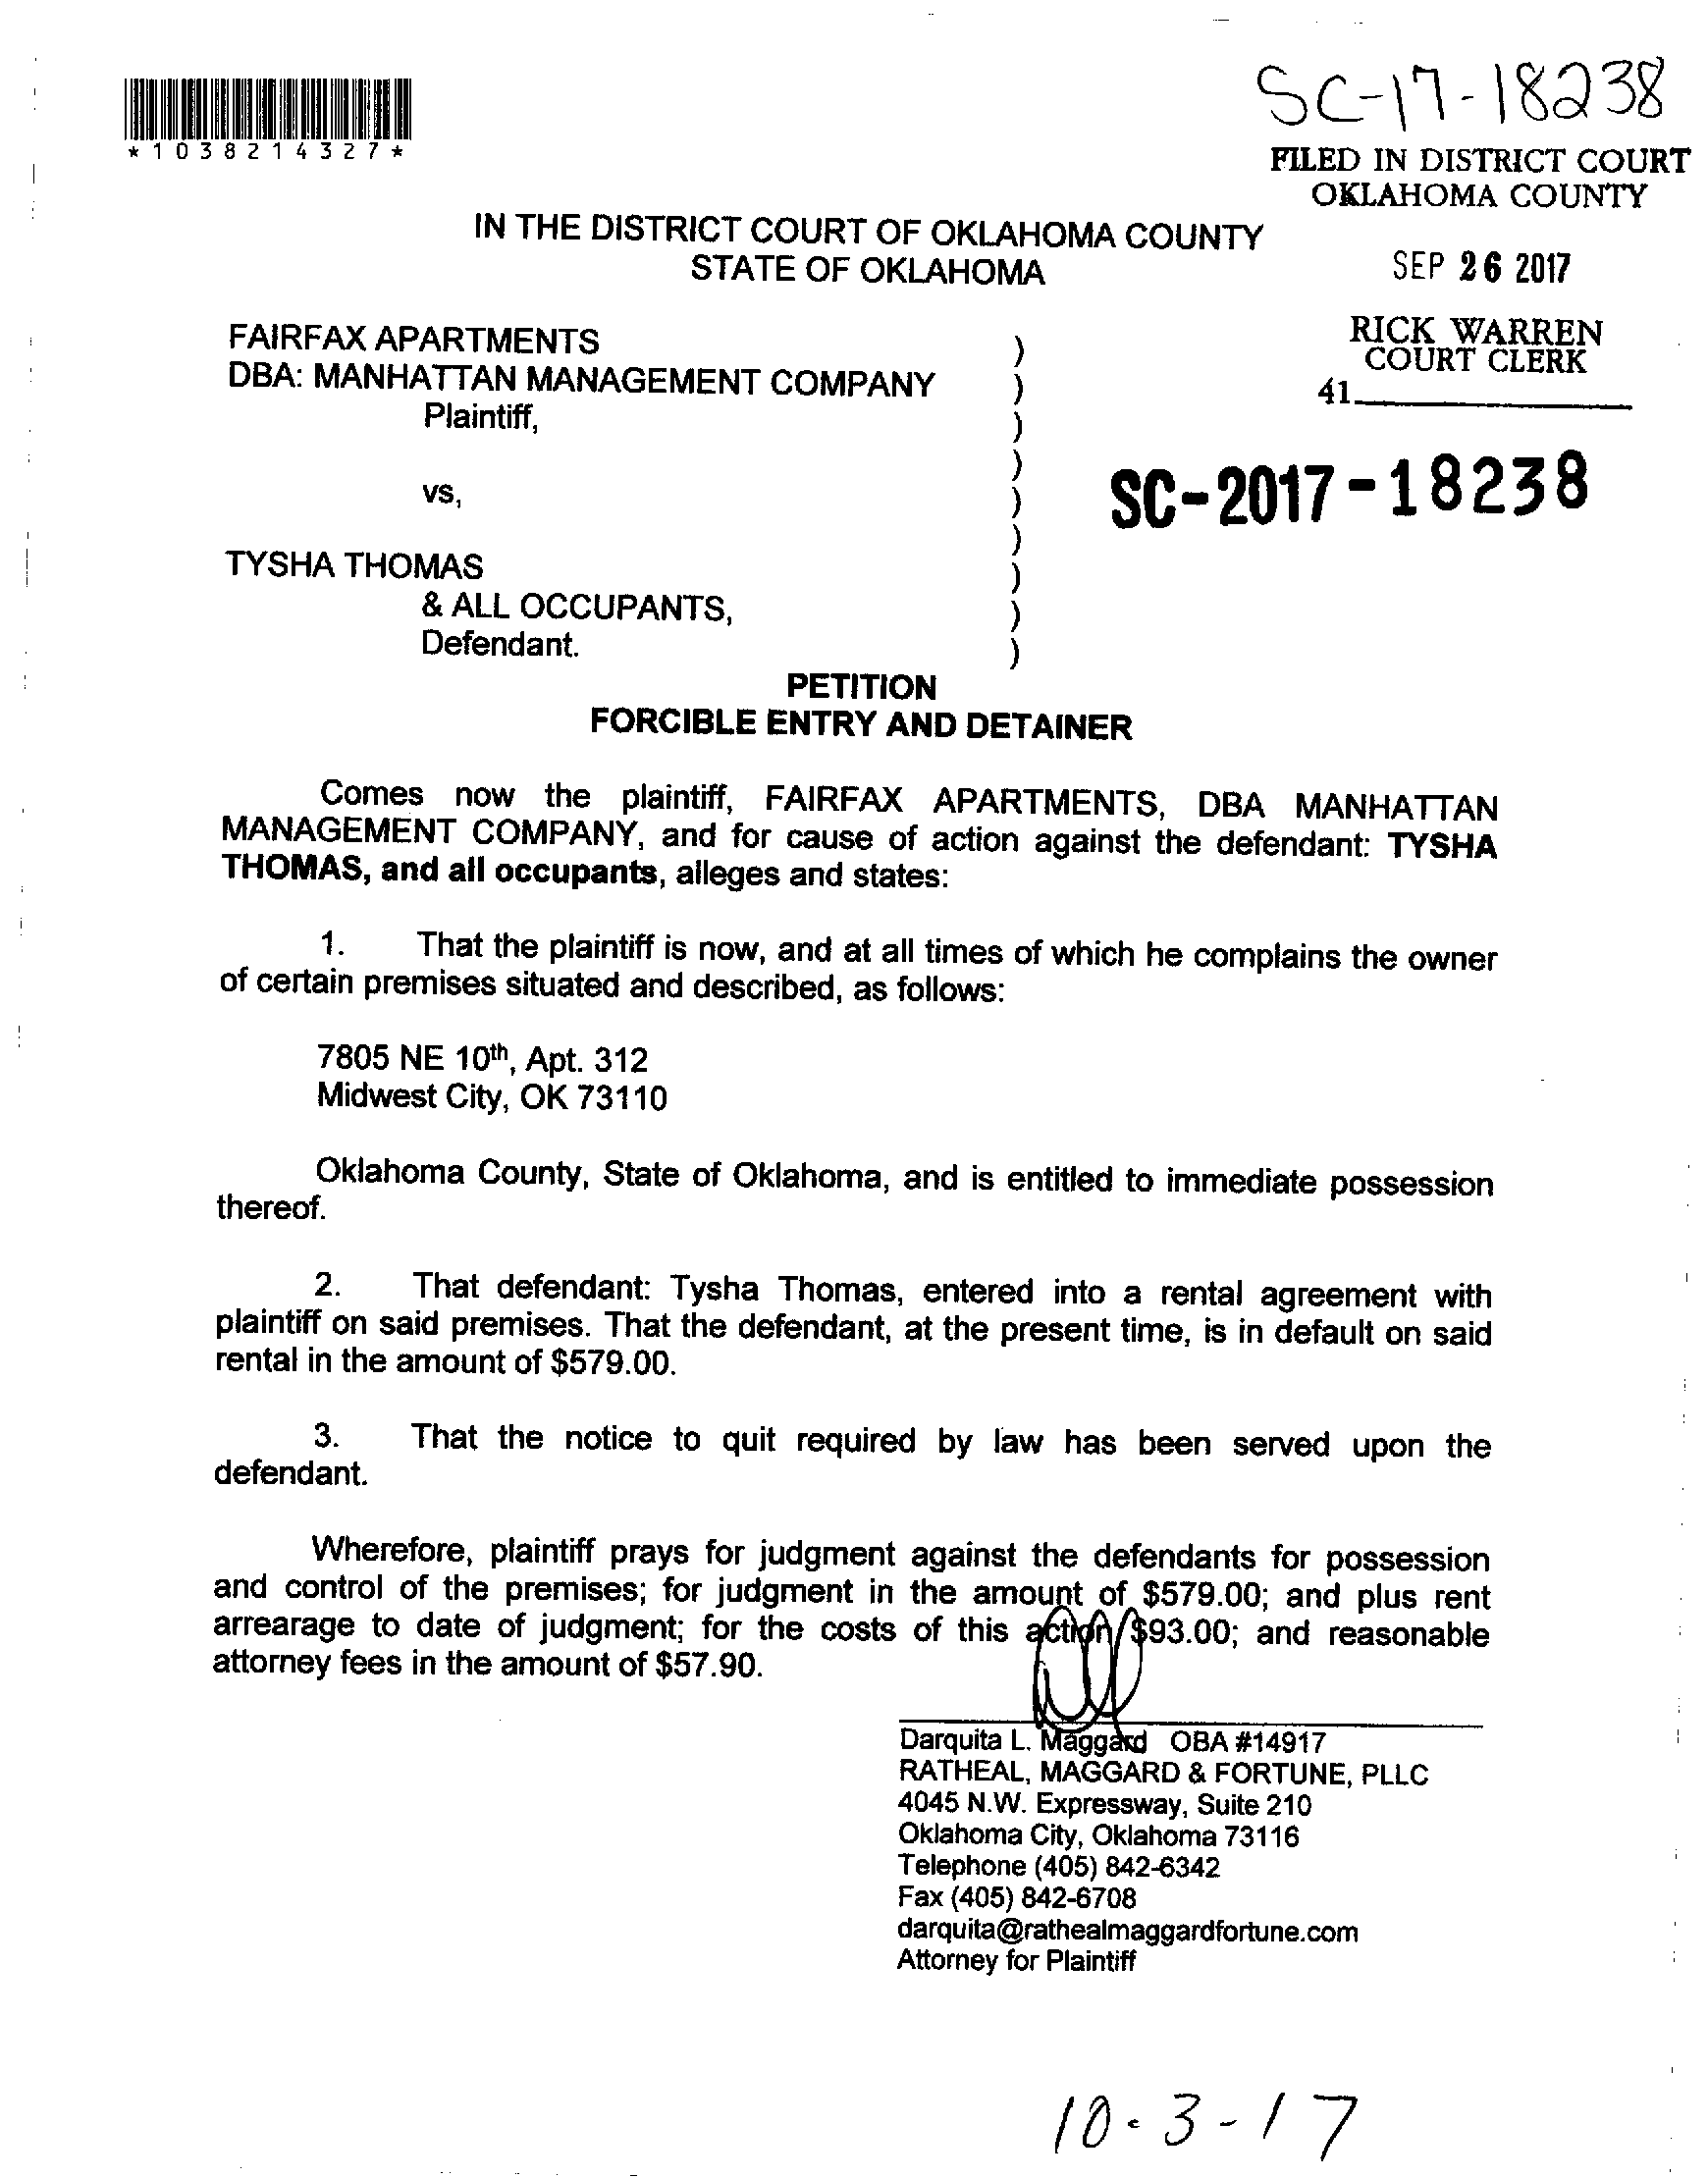 SC-17-18238
*1038214327*
FILED IN DISTRICT COURT
OKLAHOMA COUNTY
IN THE DISTRICT COURT OF OKLAHOMA COUNTY
STATE OF OKLAHOMA
SEP 26 2017
RICK WARREN
COURT CLERK
41
FAIRFAX APARTMENTS )
DBA: MANHATTAN MANAGEMENT COMPANY )
Plaintiff, )
)
vs, )
SC-2017-18238
)
TYSHA THOMAS )
& ALL OCCUPANTS, )
Defendant. )
PETITION
FORCIBLE ENTRY AND DETAINER
Comes now the plaintiff, FAIRFAX APARTMENTS, DBA MANHATTAN
MANAGEMENT COMPANY, and for cause of action against the defendant: TYSHA
THOMAS, and all occupants, alleges and states:
1. That the plaintiff is now, and at all times of which he complains the owner
of certain premises situated and described, as follows:
7805 NE 10th, Apt. 312
Midwest City, OK 73110
Oklahoma County, State of Oklahoma, and is entitled to immediate possession
thereof.
2. That defendant: Tysha Thomas, entered into a rental agreement with
plaintiff on said premises. That the defendant, at the present time, is in default on said
rental in the amount of $579.00.
3. That the notice to quit required by law has been served upon the
defendant.
Wherefore, plaintiff prays for judgment against the defendants for possession
and control of the premises; for judgment in the amount of $579.00; and plus rent
arrearage to date of judgment; for the costs of this action $93.00; and reasonable
attorney fees in the amount of $57.90.
Darquita L. Maggard OBA #14917
RATHEAL, MAGGARD & FORTUNE, PLLC
4045 N.W. Expressway, Suite 210
Oklahoma City, Oklahoma 73116
Telephone (405) 842-6342
Fax (405) 842-6708
darquita@rathealmaggardfortune.com
Attorney for Plaintiff
10-3-17